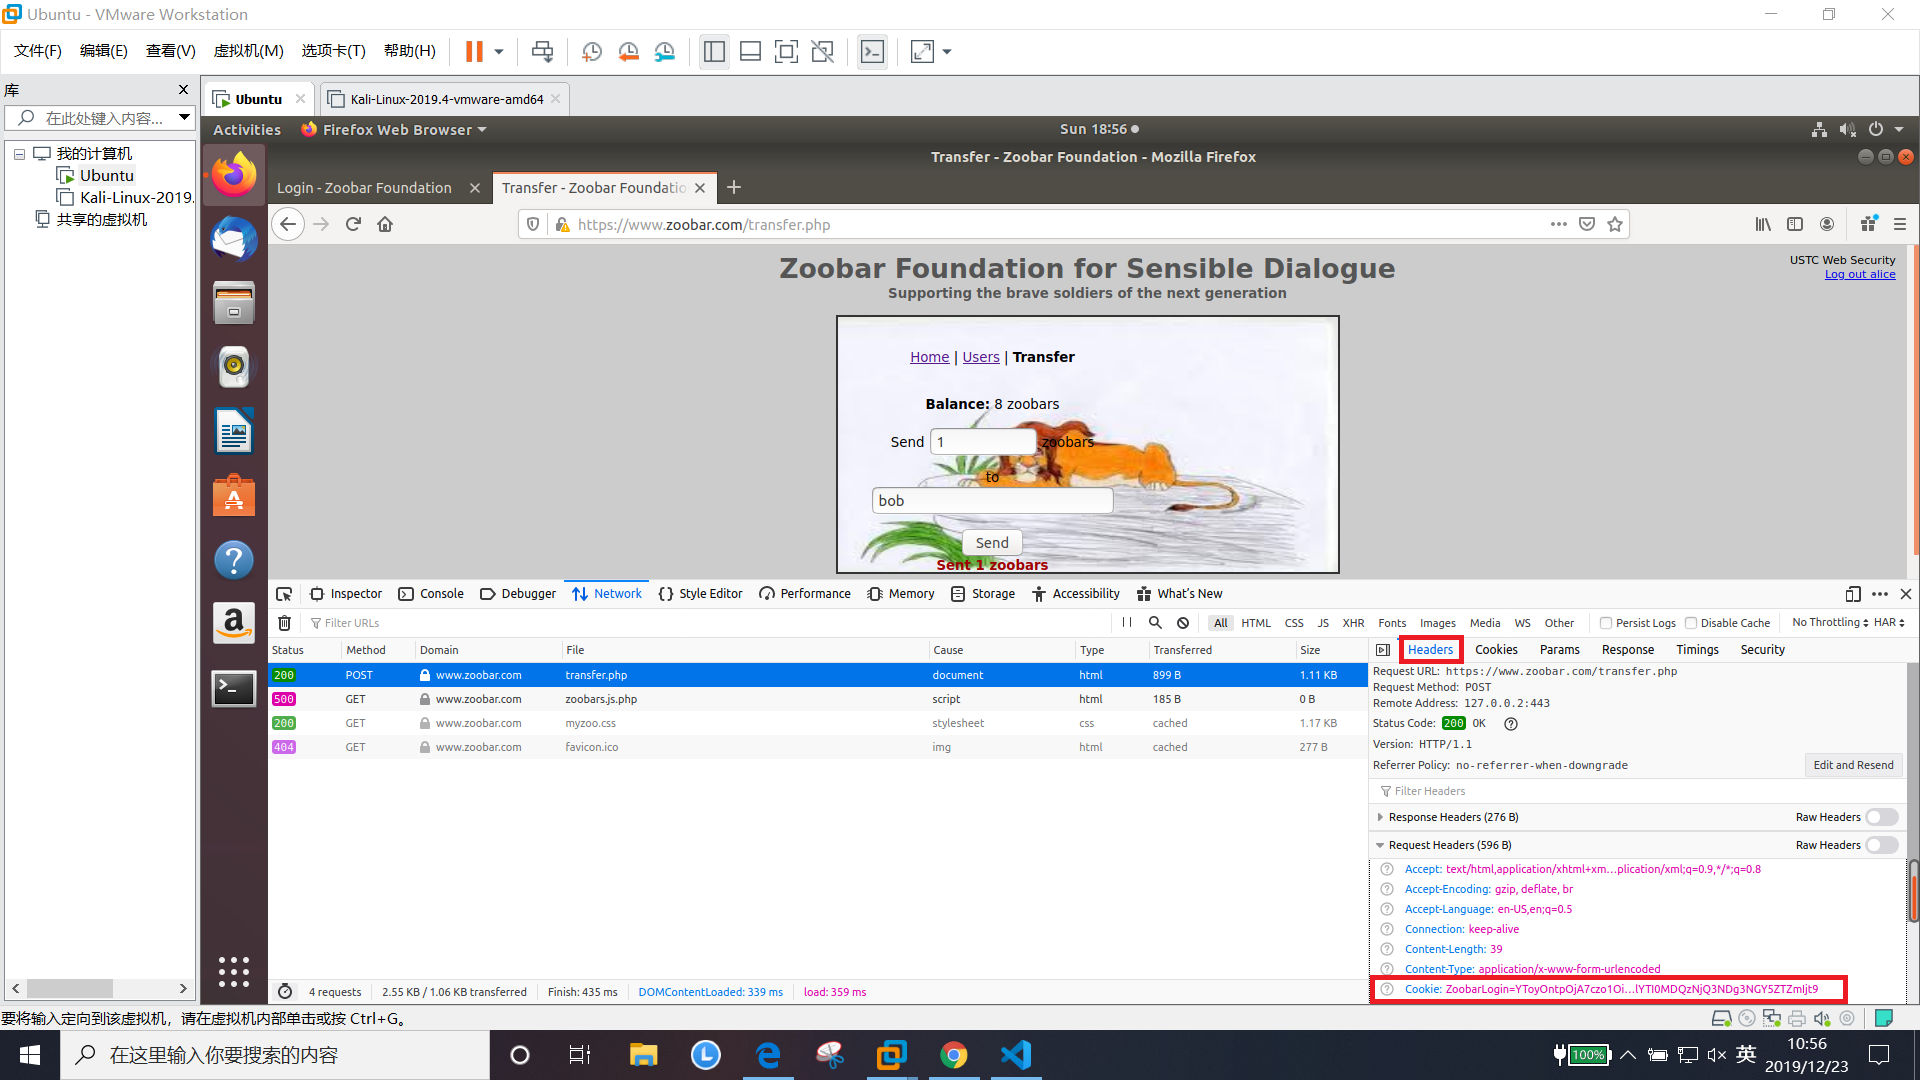 Ubuntu - VMware Workstation
文件(F) 编辑(E) 查看(V) 虚拟机(M) 选项卡(T) 帮助(H)
库
在此处键入内容...
我的计算机
Ubuntu
Kali-Linux-2019.
共享的虚拟机
Ubuntu
Kali-Linux-2019.4-vmware-amd64
Activities Firefox Web Browser Sun 18:56
Transfer - Zoobar Foundation - Mozilla Firefox
Login - Zoobar Foundation
Transfer - Zoobar Foundatio
https://www.zoobar.com/transfer.php
Zoobar Foundation for Sensible Dialogue
Supporting the brave soldiers of the next generation
USTC Web Security
Log out alice
Home | Users | Transfer
Balance: 8 zoobars
Send 1 zoobars
to
bob
Send
Sent 1 zoobars
Inspector Console Debugger Network Style Editor Performance Memory Storage Accessibility What's New
Filter URLs
All HTML CSS JS XHR Fonts Images Media WS Other Persist Logs Disable Cache No Throttling HAR
Status Method Domain File Cause Type Transferred Size
200 POST www.zoobar.com transfer.php document html 899 B 1.11 KB
500 GET www.zoobar.com zoobars.js.php script html 185 B 0 B
200 GET www.zoobar.com myzoo.css stylesheet css cached 1.17 KB
404 GET www.zoobar.com favicon.ico img html cached 277 B
Headers Cookies Params Response Timings Security
Request URL: https://www.zoobar.com/transfer.php
Request Method: POST
Remote Address: 127.0.0.2:443
Status Code: 200 OK
Version: HTTP/1.1
Referrer Policy: no-referrer-when-downgrade
Edit and Resend
Filter Headers
Response Headers (276 B) Raw Headers
Request Headers (596 B) Raw Headers
Accept: text/html,application/xhtml+xm…plication/xml;q=0.9,*/*;q=0.8
Accept-Encoding: gzip, deflate, br
Accept-Language: en-US,en;q=0.5
Connection: keep-alive
Content-Length: 39
Content-Type: application/x-www-form-urlencoded
Cookie: ZoobarLogin=YToyOntpOjA7czo1Oi…lYTI0MDQzNjQ3NDg3NGY5ZTZmIjt9
4 requests 2.55 KB / 1.06 KB transferred Finish: 435 ms DOMContentLoaded: 339 ms load: 359 ms
要将输入定向到该虚拟机，请在虚拟机内部单击或按 Ctrl+G。
在这里输入你要搜索的内容
100%
英
10:56
2019/12/23